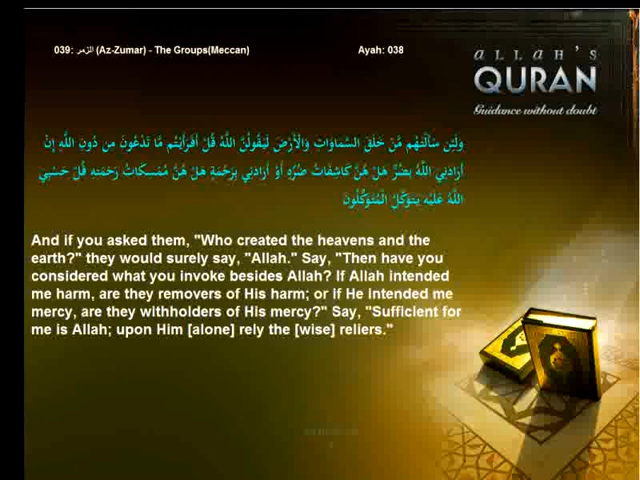 039: الزمر (Az-Zumar) - The Groups(Meccan) Ayah: 038
ALLAH'S
QURAN
Guidance without doubt
وَلَئِن سَأَلْتَهُم مَّنْ خَلَقَ السَّمَاوَاتِ وَالْأَرْضَ لَيَقُولُنَّ اللَّهُ قُلْ أَفَرَأَيْتُم مَّا تَدْعُونَ مِن دُونِ اللَّهِ إِنْ
أَرَادَنِيَ اللَّهُ بِضُرٍّ هَلْ هُنَّ كَاشِفَاتُ ضُرِّهِ أَوْ أَرَادَنِي بِرَحْمَةٍ هَلْ هُنَّ مُمْسِكَاتُ رَحْمَتِهِ قُلْ حَسْبِيَ
اللَّهُ عَلَيْهِ يَتَوَكَّلُ الْمُتَوَكِّلُونَ
And if you asked them, "Who created the heavens and the
earth?" they would surely say, "Allah." Say, "Then have you
considered what you invoke besides Allah? If Allah intended
me harm, are they removers of His harm; or if He intended me
mercy, are they withholders of His mercy?" Say, "Sufficient for
me is Allah; upon Him [alone] rely the [wise] reliers."